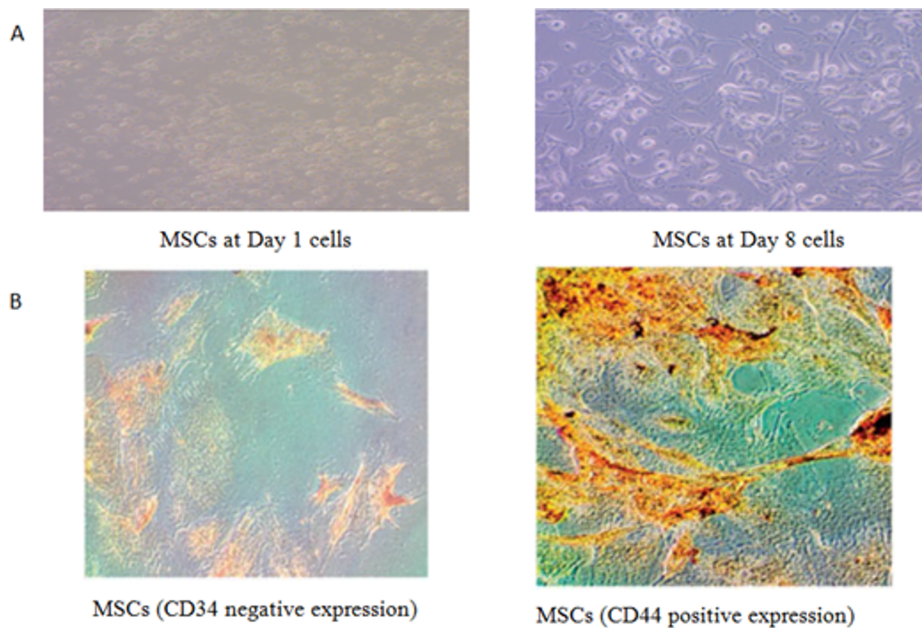 A
MSCs at Day 1 cells
MSCs at Day 8 cells
B
MSCs (CD34 negative expression)
MSCs (CD44 positive expression)